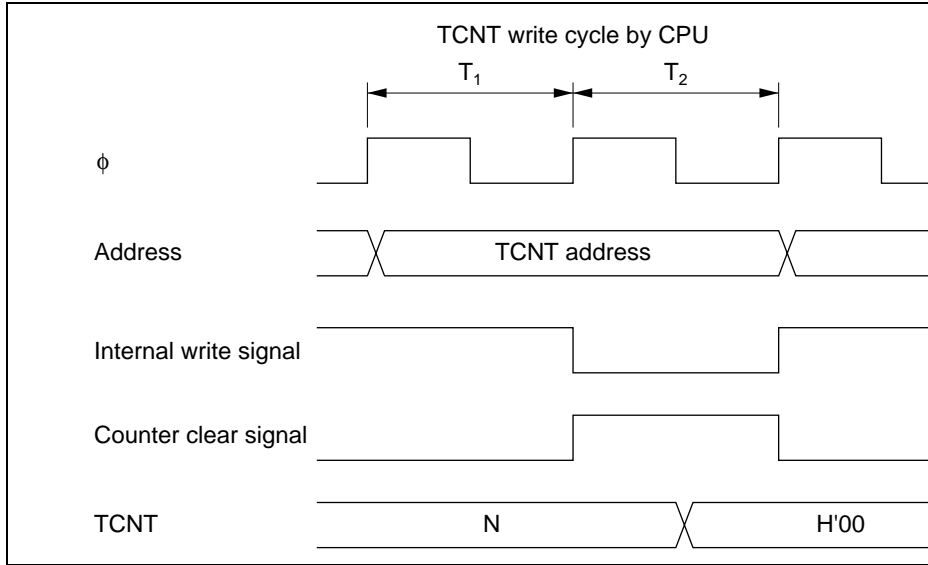 TCNT write cycle by CPU
T₁ T₂
φ
Address TCNT address
Internal write signal
Counter clear signal
TCNT N H'00